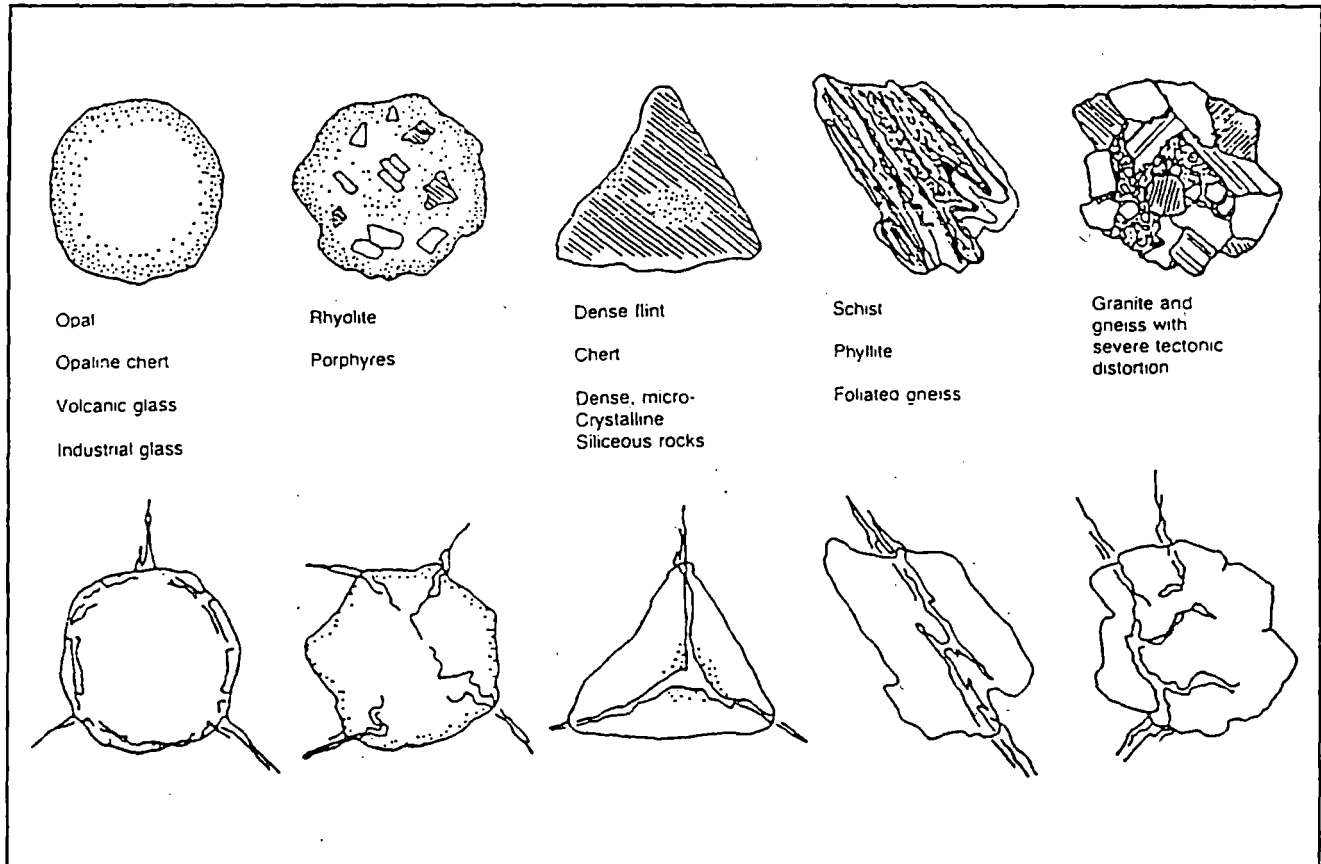 Opal
Opaline chert
Volcanic glass
Industrial glass
Rhyolite
Porphyres
Dense flint
Chert
Dense, micro-
Crystalline
Siliceous rocks
Schist
Phyllite
Foliated gneiss
Granite and
gneiss with
severe tectonic
distortion